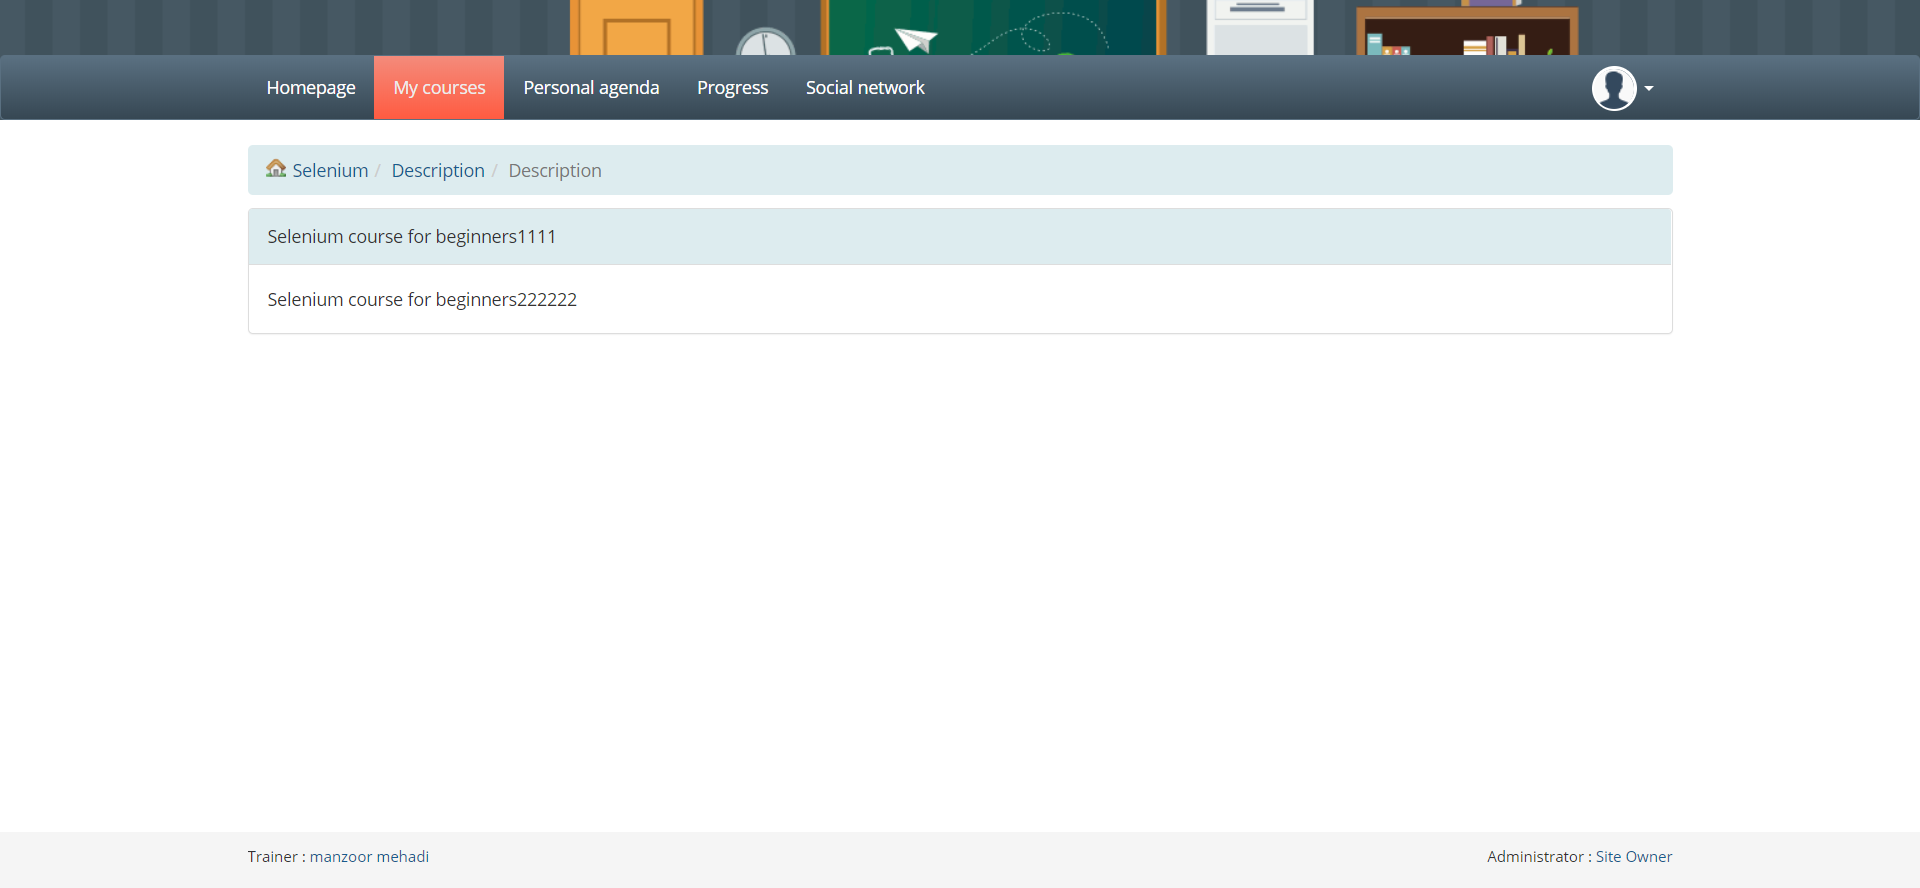 Homepage My courses Personal agenda Progress Social network
Selenium / Description / Description
Selenium course for beginners1111
Selenium course for beginners222222
Trainer : manzoor mehadi Administrator : Site Owner